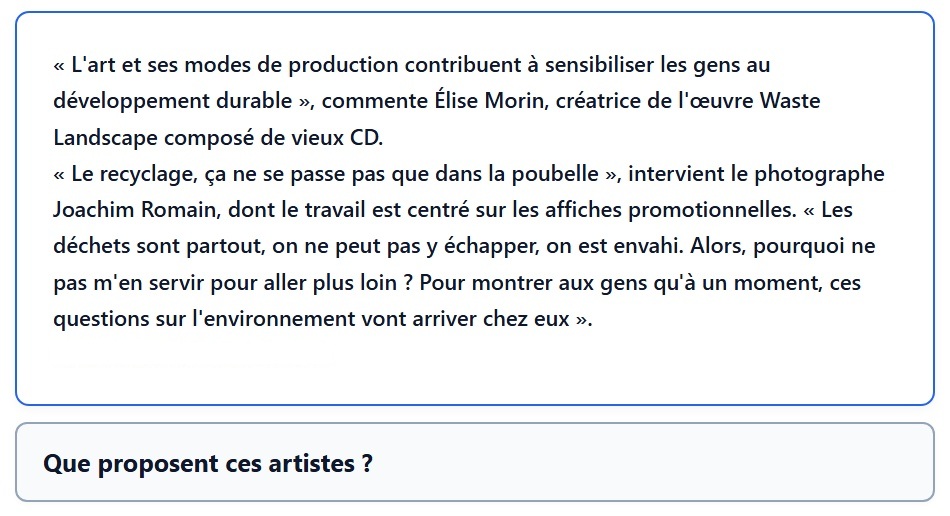 « L'art et ses modes de production contribuent à sensibiliser les gens au
développement durable », commente Élise Morin, créatrice de l'œuvre Waste
Landscape composé de vieux CD.
« Le recyclage, ça ne se passe pas que dans la poubelle », intervient le photographe
Joachim Romain, dont le travail est centré sur les affiches promotionnelles. « Les
déchets sont partout, on ne peut pas y échapper, on est envahi. Alors, pourquoi ne
pas m'en servir pour aller plus loin ? Pour montrer aux gens qu'à un moment, ces
questions sur l'environnement vont arriver chez eux ».
Que proposent ces artistes ?